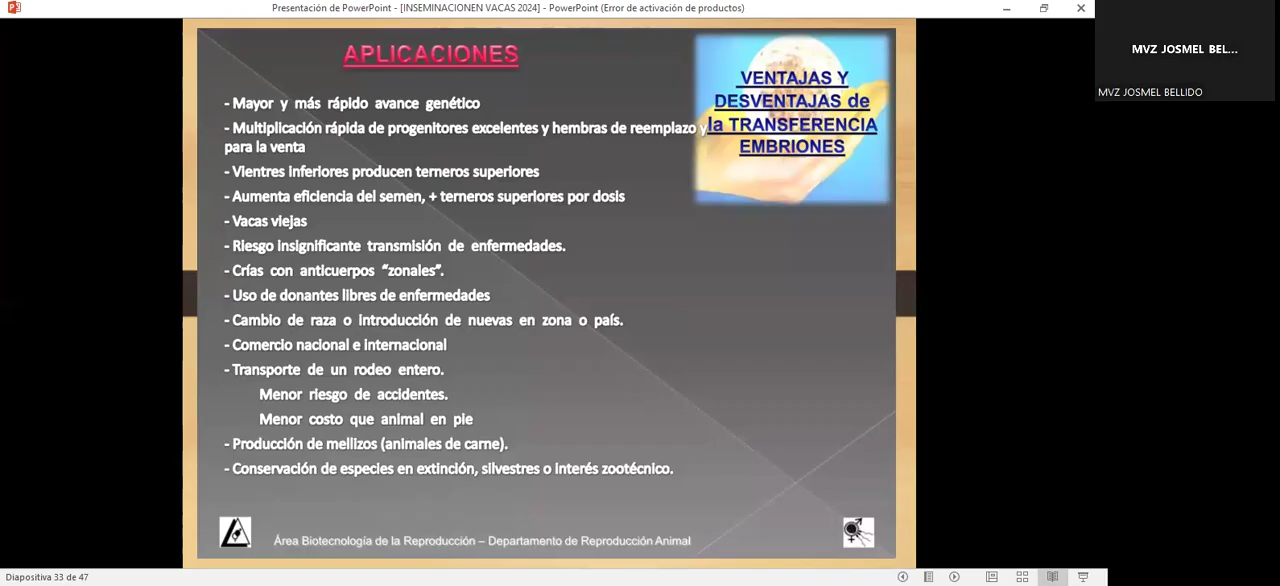 Presentación de PowerPoint - [INSEMINACIONEN VACAS 2024] - PowerPoint (Error de activación de productos)
MVZ JOSMEL BEL...
MVZ JOSMEL BELLIDO
APLICACIONES
VENTAJAS Y
DESVENTAJAS de
la TRANSFERENCIA
EMBRIONES
- Mayor y más rápido avance genético
- Multiplicación rápida de progenitores excelentes y hembras de reemplazo y
para la venta
- Vientres inferiores producen terneros superiores
- Aumenta eficiencia del semen, + terneros superiores por dosis
- Vacas viejas
- Riesgo insignificante transmisión de enfermedades.
- Crías con anticuerpos “zonales”.
- Uso de donantes libres de enfermedades
- Cambio de raza o introducción de nuevas en zona o país.
- Comercio nacional e internacional
- Transporte de un rodeo entero.
Menor riesgo de accidentes.
Menor costo que animal en pie
- Producción de mellizos (animales de carne).
- Conservación de especies en extinción, silvestres o interés zootécnico.
Área Biotecnología de la Reproducción – Departamento de Reproducción Animal
Diapositiva 33 de 47